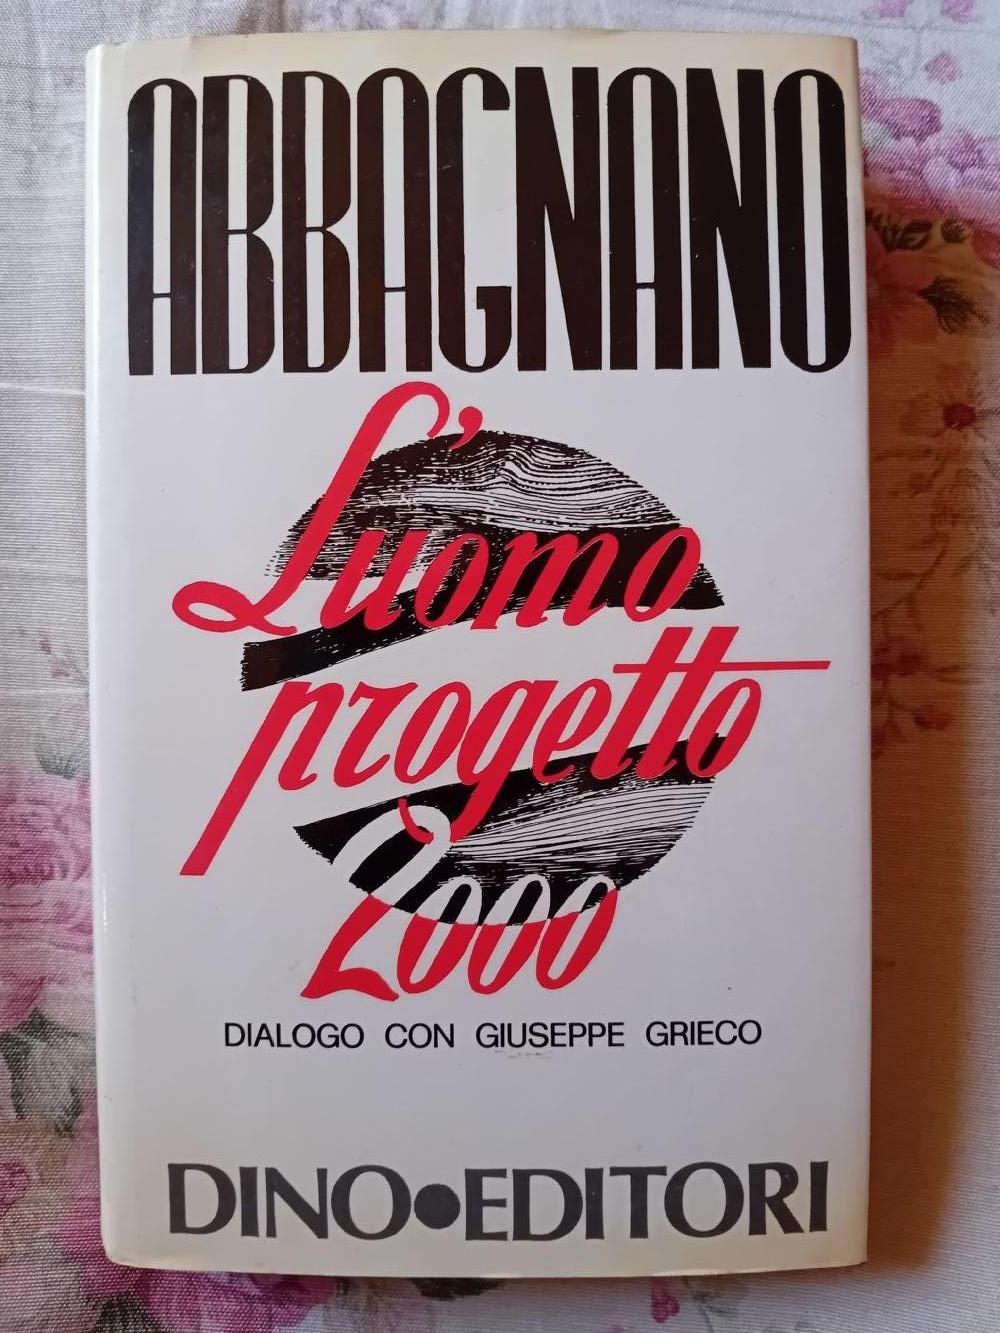 ABBAGNANO
L'uomo
progetto
2000
DIALOGO CON GIUSEPPE GRIECO
DINO•EDITORI